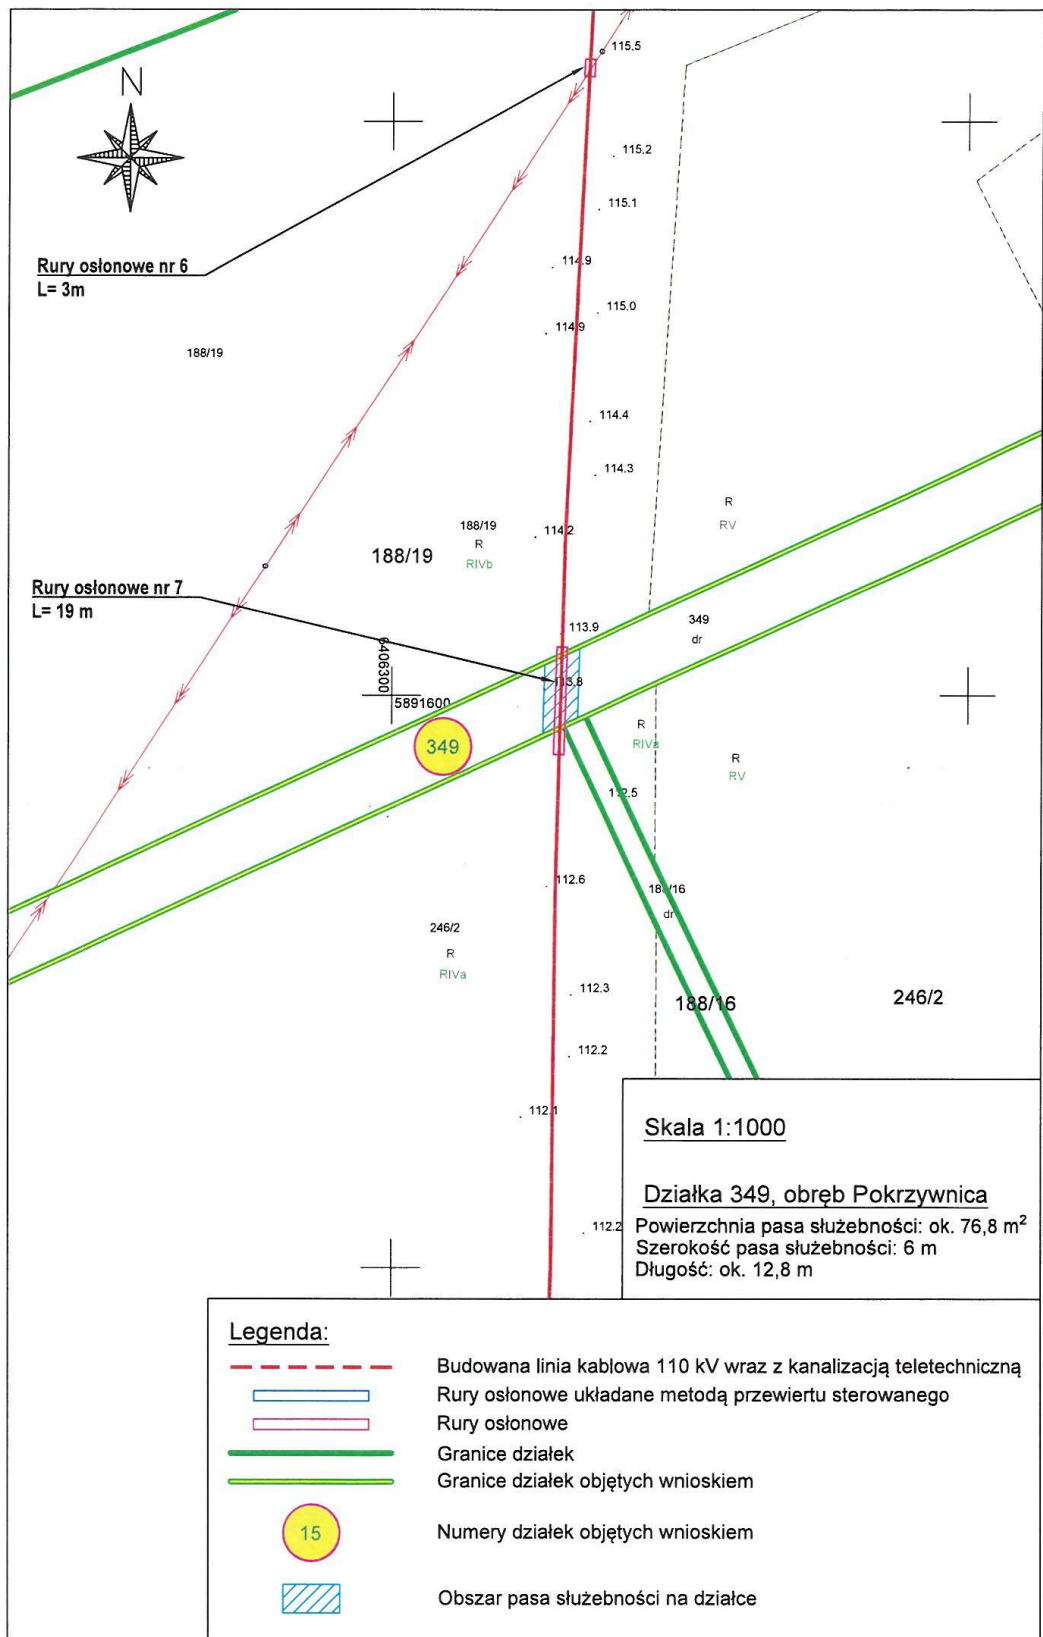 115.5
N
115.2
115.1
Rury osłonowe nr 6
L= 3m
114.9
115.0
114.9
188/19
114.4
114.3
R
RV
188/19
114.2
R
188/19
RIVb
Rury osłonowe nr 7
L= 19 m
349
113.9
dr
6406300
113.8
5891600
R
349
RIVa
R
RV
112.5
112.6
188/16
dr
246/2
R
RIVa
112.3
188/16
246/2
112.2
112.1
Skala 1:1000
Działka 349, obręb Pokrzywnica
112.2
Powierzchnia pasa służebności: ok. 76,8 m²
Szerokość pasa służebności: 6 m
Długość: ok. 12,8 m
Legenda:
Budowana linia kablowa 110 kV wraz z kanalizacją teletechniczną
Rury osłonowe układane metodą przewiertu sterowanego
Rury osłonowe
Granice działek
Granice działek objętych wnioskiem
15
Numery działek objętych wnioskiem
Obszar pasa służebności na działce